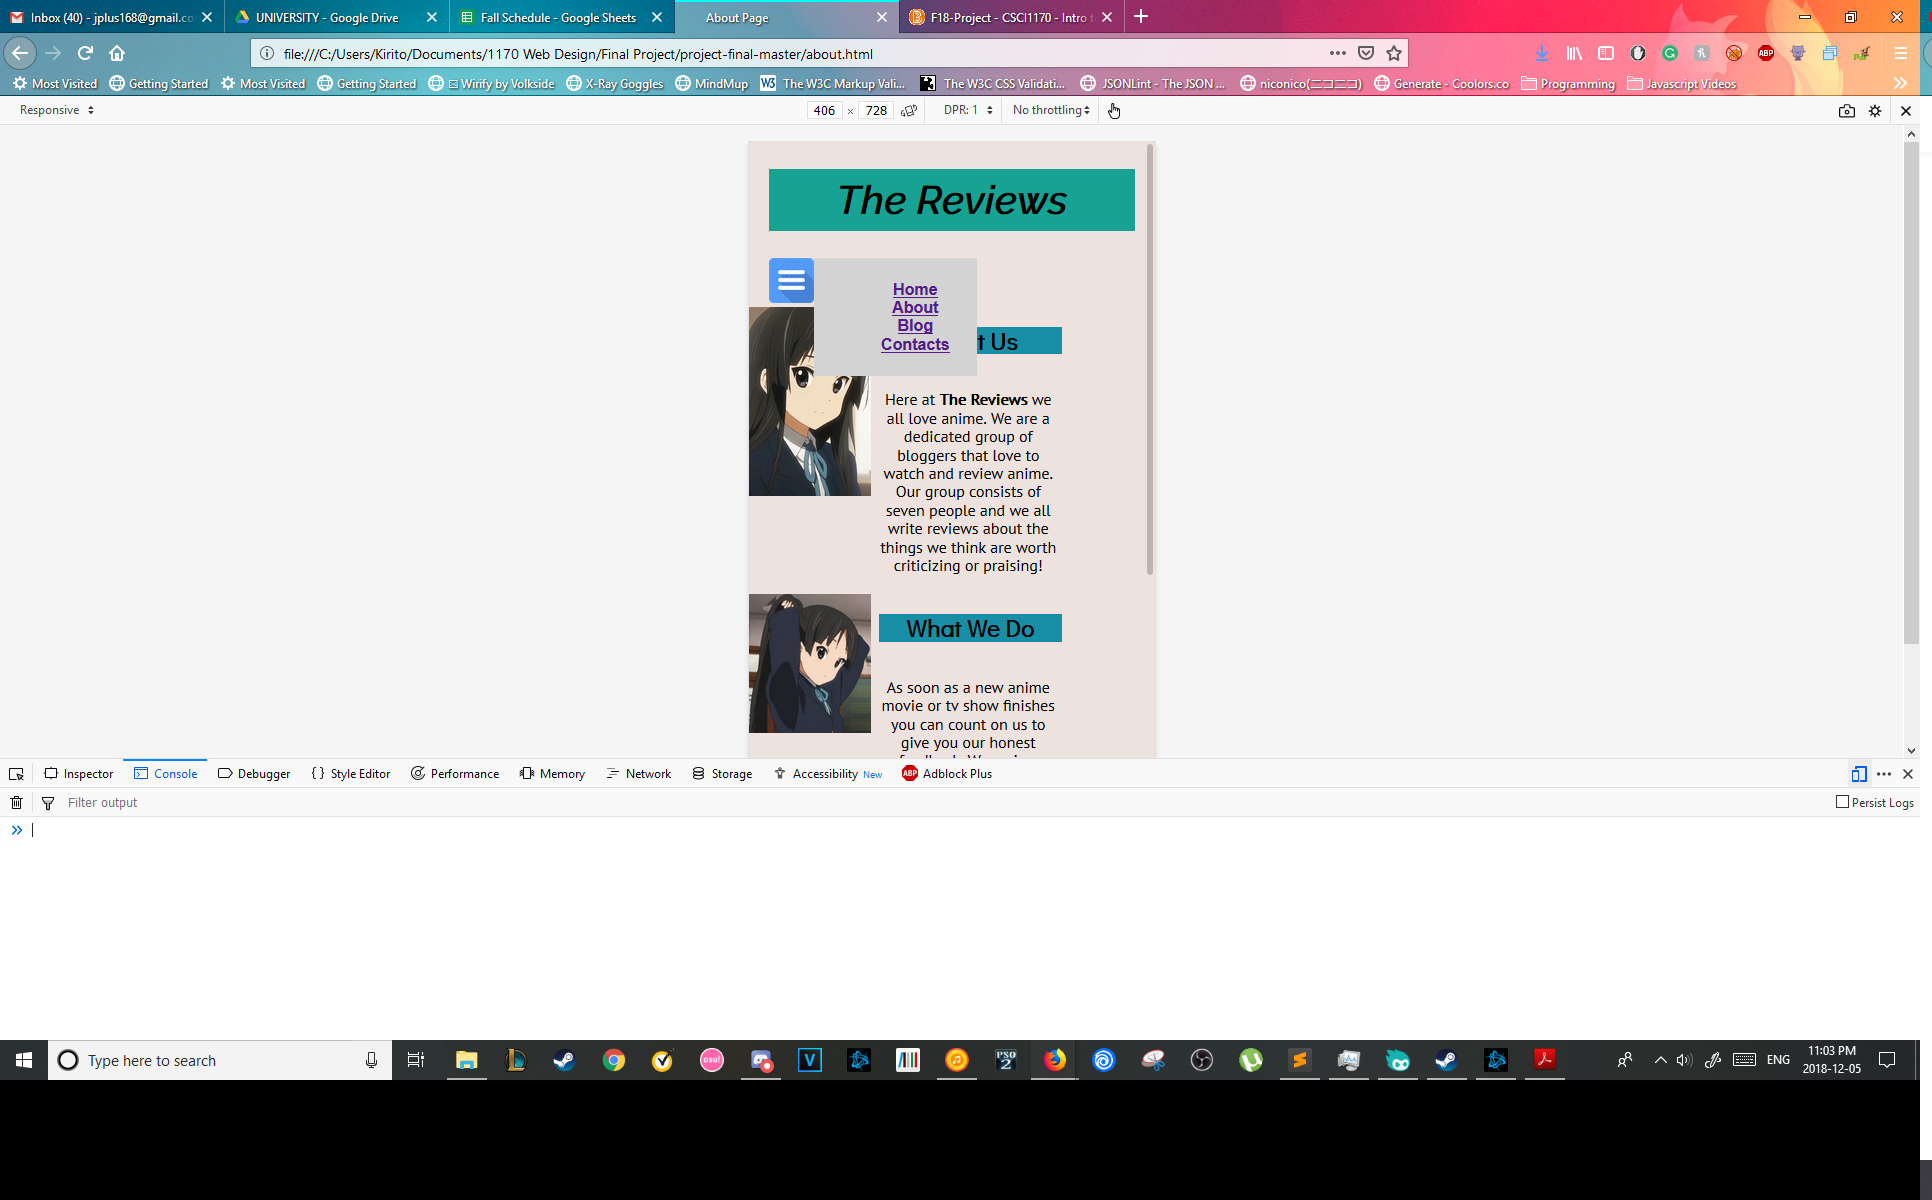 Inbox (40) - jplus168@gmail.co
UNIVERSITY - Google Drive
Fall Schedule - Google Sheets
About Page
F18-Project - CSCI1170 - Intro t
file:///C:/Users/Kirito/Documents/1170 Web Design/Final Project/project-final-master/about.html
Most Visited
Getting Started
Most Visited
Getting Started
Wirify by Volkside
X-Ray Goggles
MindMup
The W3C Markup Vali...
The W3C CSS Validati...
JSONLint - The JSON ...
niconico(ニコニコ)
Generate - Coolors.co
Programming
Javascript Videos
Responsive
406 × 728
DPR: 1
No throttling
The Reviews
Home
About
Blog
Contacts
t Us
Here at The Reviews we
all love anime. We are a
dedicated group of
bloggers that love to
watch and review anime.
Our group consists of
seven people and we all
write reviews about the
things we think are worth
criticizing or praising!
What We Do
As soon as a new anime
movie or tv show finishes
you can count on us to
give you our honest
Inspector
Console
Debugger
Style Editor
Performance
Memory
Network
Storage
Accessibility New
ABP Adblock Plus
Filter output
Persist Logs
Type here to search
osu!
V
PSO
2
ENG
11:03 PM
2018-12-05